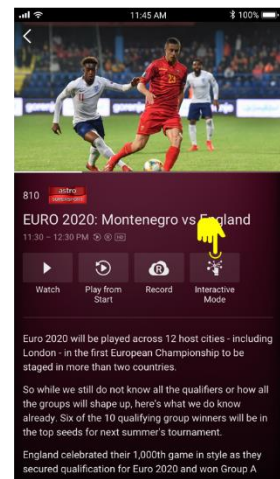 11:45 AM
100%
810 astro SUPERSPORT
EURO 2020: Montenegro vs England
11:30 – 12:30 PM R HD
Watch
Play from Start
Record
Interactive Mode
Euro 2020 will be played across 12 host cities - including
London - in the first European Championship to be
staged in more than two countries.
So while we still do not know all the qualifiers or how all
the groups will shape up, here's what we do know
already. Six of the 10 qualifying group winners will be in
the top seeds for next summer's tournament.
England celebrated their 1,000th game in style as they
secured qualification for Euro 2020 and won Group A